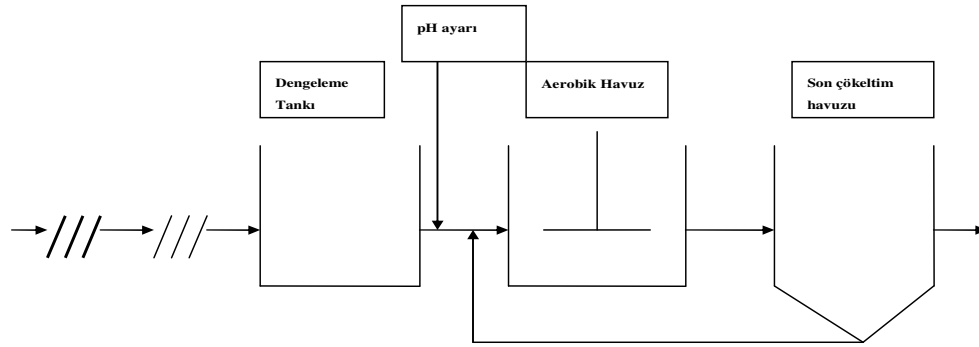 pH ayarı
Dengeleme
Tankı
Aerobik Havuz
Son çökeltim
havuzu